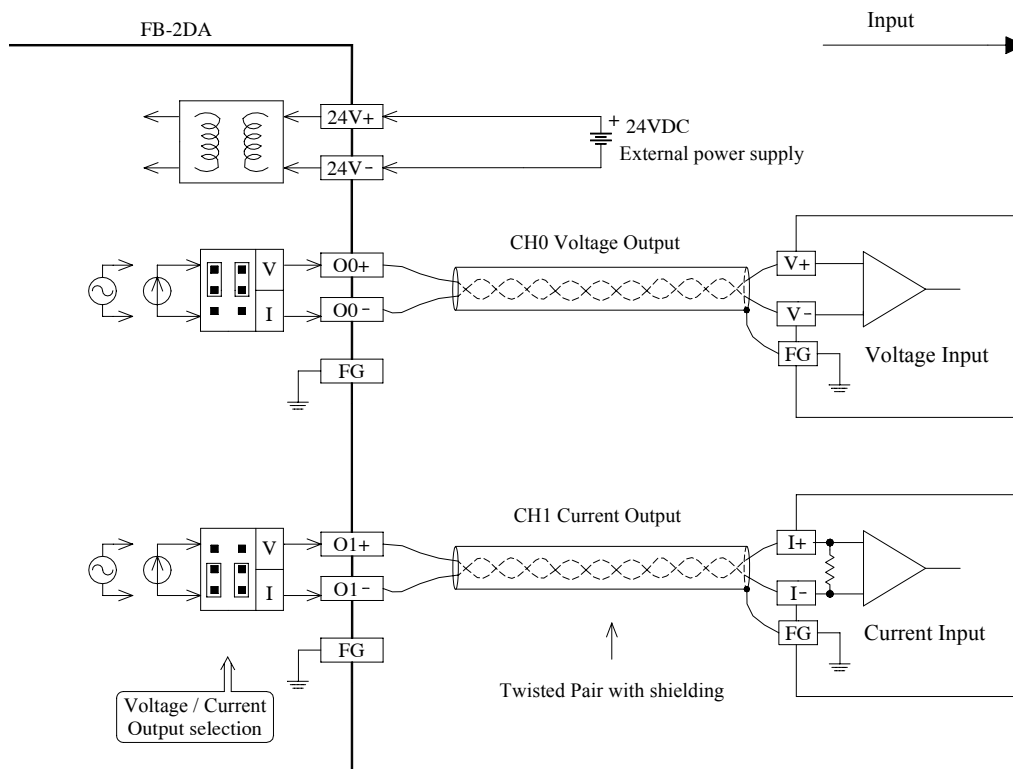 FB-2DA
Input
24V+
+ 24VDC
External power supply
24V-
CH0 Voltage Output
V
O0+
V+
I
O0-
V-
FG
FG
Voltage Input
CH1 Current Output
V
O1+
I+
I
O1-
I-
FG
FG
Current Input
Twisted Pair with shielding
Voltage / Current
Output selection